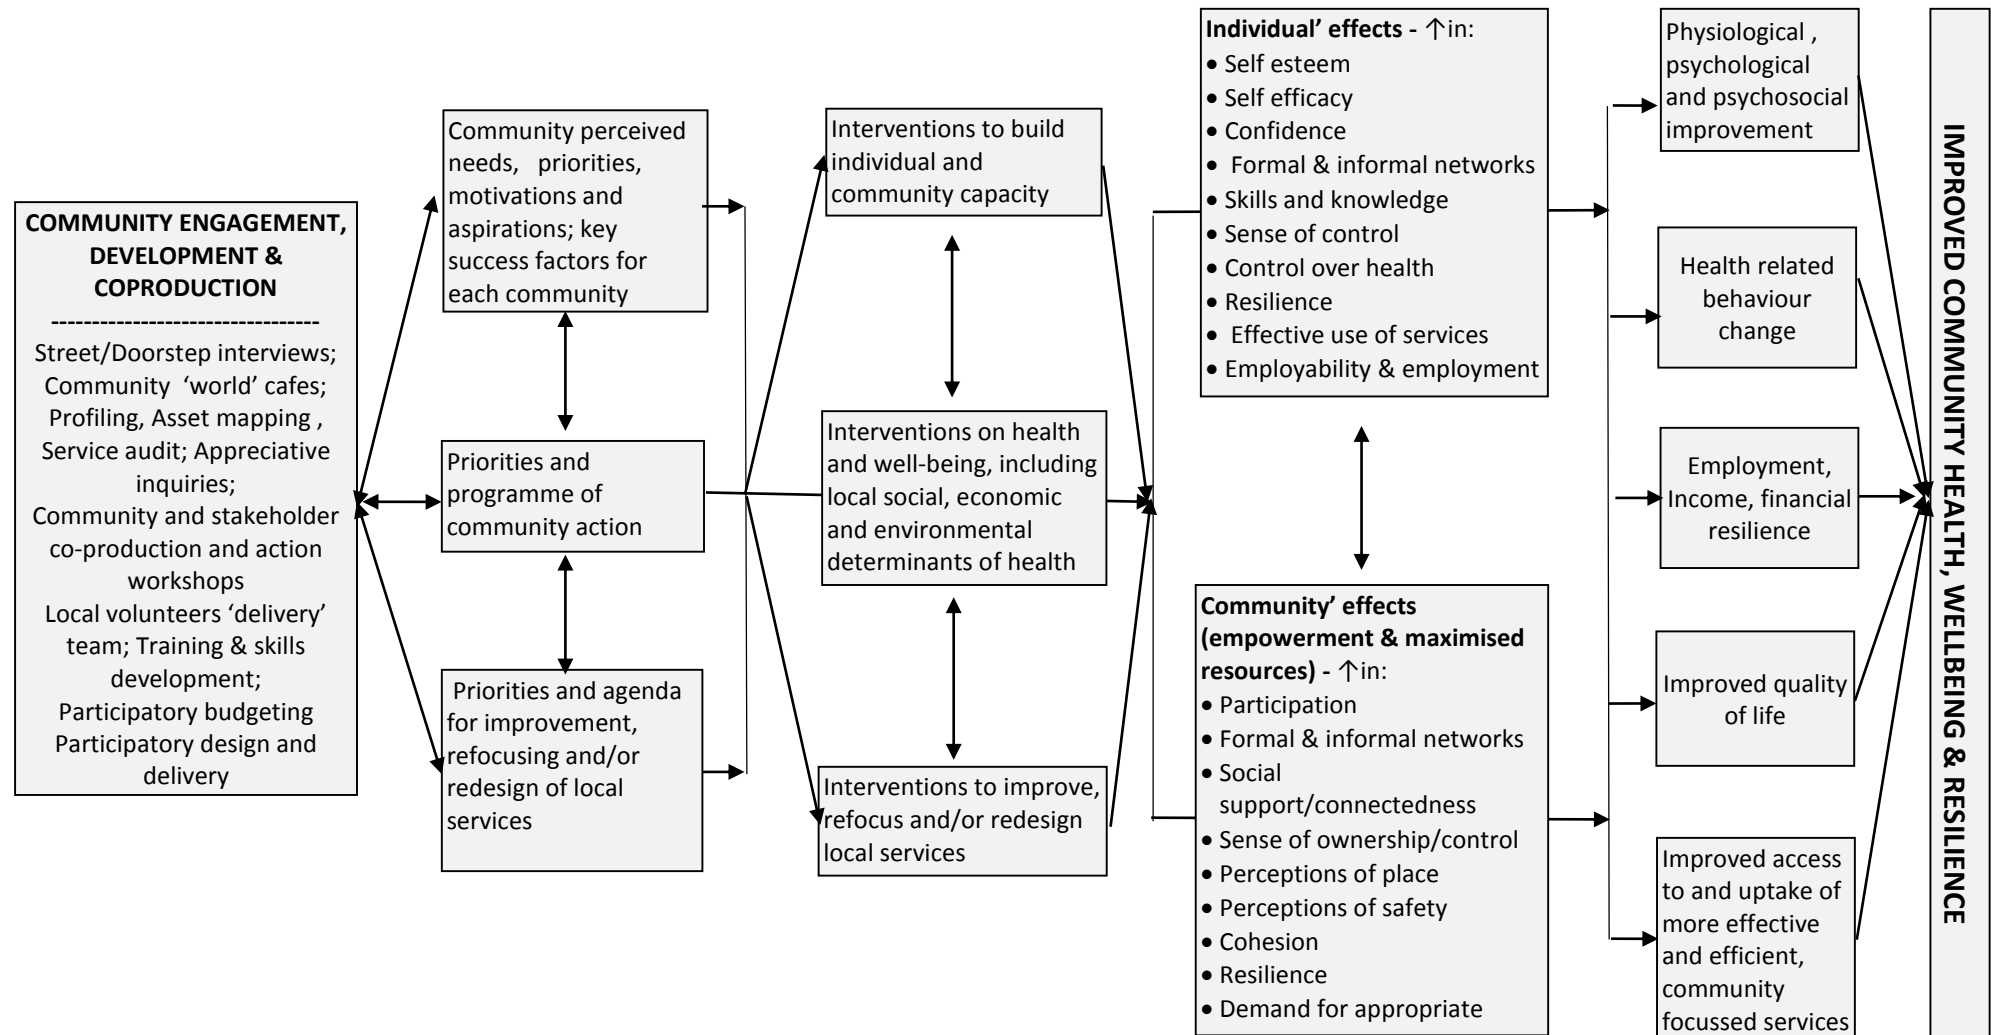 COMMUNITY ENGAGEMENT,
DEVELOPMENT &
COPRODUCTION
---------------------------------
Street/Doorstep interviews;
Community ‘world’ cafes;
Profiling, Asset mapping ,
Service audit; Appreciative
inquiries;
Community and stakeholder
co-production and action
workshops
Local volunteers ‘delivery’
team; Training & skills
development;
Participatory budgeting
Participatory design and
delivery
Community perceived
needs, priorities,
motivations and
aspirations; key
success factors for
each community
Priorities and
programme of
community action
Priorities and agenda
for improvement,
refocusing and/or
redesign of local
services
Interventions to build
individual and
community capacity
Interventions on health
and well-being, including
local social, economic
and environmental
determinants of health
Interventions to improve,
refocus and/or redesign
local services
Individual’ effects - ↑in:
• Self esteem
• Self efficacy
• Confidence
• Formal & informal networks
• Skills and knowledge
• Sense of control
• Control over health
• Resilience
• Effective use of services
• Employability & employment
Community’ effects
(empowerment & maximised
resources) - ↑in:
• Participation
• Formal & informal networks
• Social
support/connectedness
• Sense of ownership/control
• Perceptions of place
• Perceptions of safety
• Cohesion
• Resilience
• Demand for appropriate
Physiological ,
psychological
and psychosocial
improvement
Health related
behaviour
change
Employment,
Income, financial
resilience
Improved quality
of life
Improved access
to and uptake of
more effective
and efficient,
community
focussed services
IMPROVED COMMUNITY HEALTH, WELLBEING & RESILIENCE